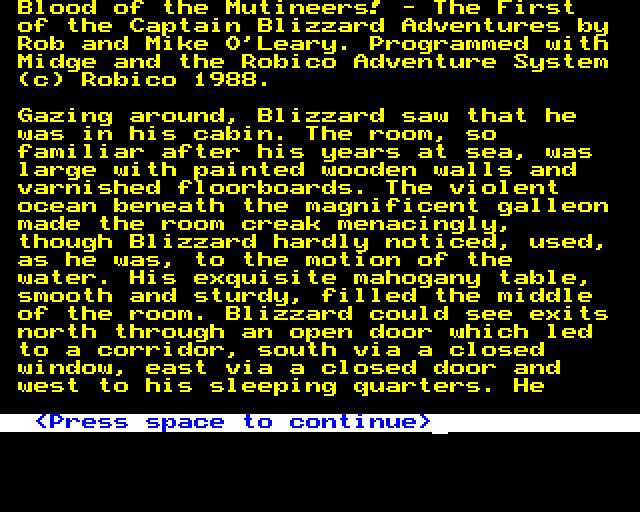 Blood of the Mutineers! - The First
of the Captain Blizzard Adventures by
Rob and Mike O'Leary. Programmed with
Midge and the Robico Adventure System
(c) Robico 1988.
Gazing around, Blizzard saw that he
was in his cabin. The room, so
familiar after his years at sea, was
large with painted wooden walls and
varnished floorboards. The violent
ocean beneath the magnificent galleon
made the room creak menacingly,
though Blizzard hardly noticed, used,
as he was, to the motion of the
water. His exquisite mahogany table,
smooth and sturdy, filled the middle
of the room. Blizzard could see exits
north through an open door which led
to a corridor, south via a closed
window, east via a closed door and
west to his sleeping quarters. He
<Press space to continue>